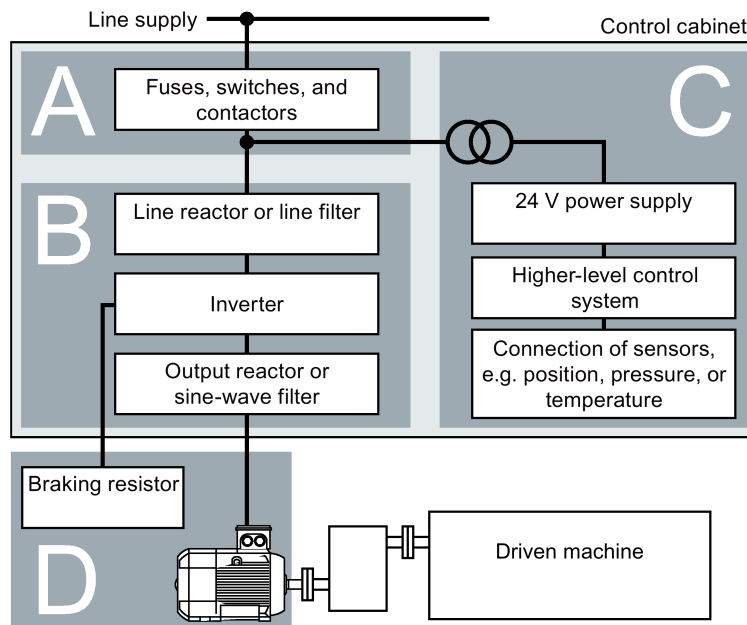 Line supply
Control cabinet
A
Fuses, switches, and
contactors
C
B
Line reactor or line filter
Inverter
Output reactor or
sine-wave filter
24 V power supply
Higher-level control
system
Connection of sensors,
e.g. position, pressure, or
temperature
Braking resistor
D
Driven machine